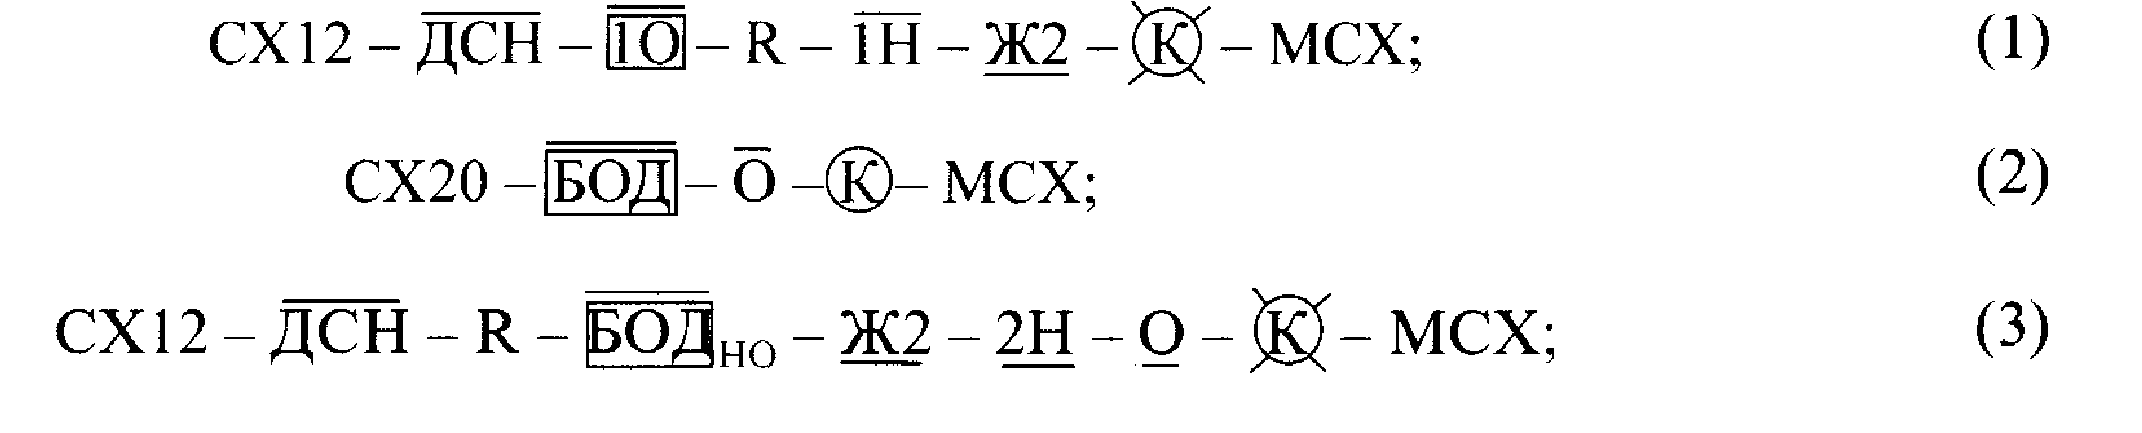 СХ12 – ДСН – 1О – R – 1Н – Ж2 – К – МСХ; (1)
СХ20 – БОД – О – К – МСХ; (2)
СХ12 – ДСН – R – БОДНО – Ж2 – 2Н – О – К – МСХ; (3)